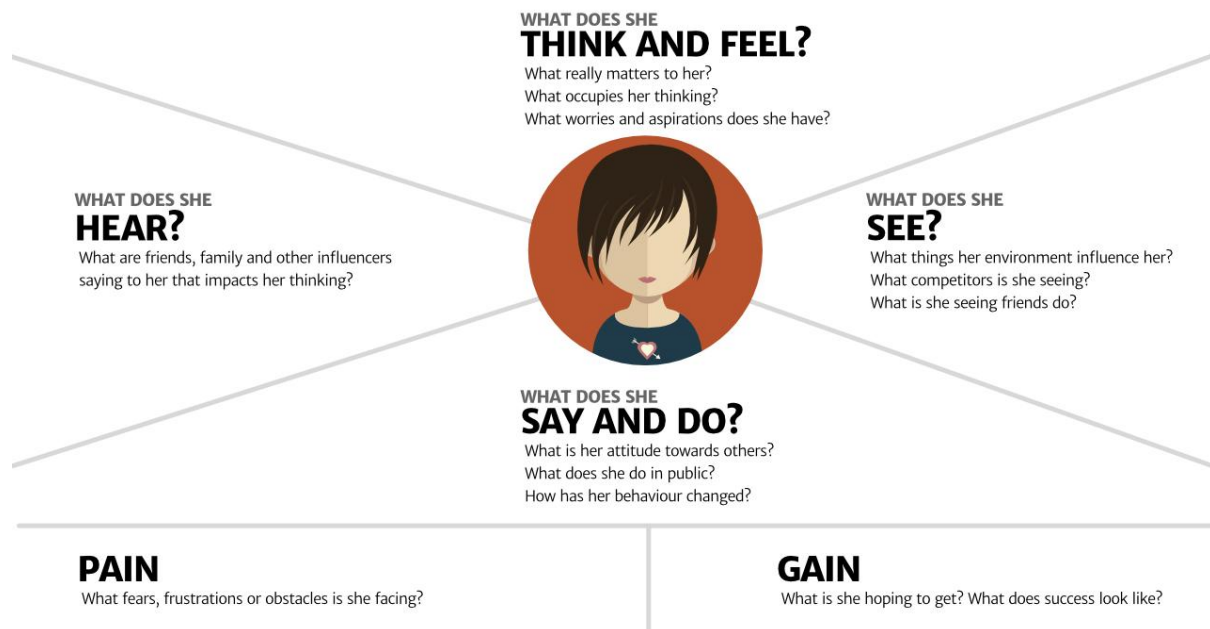 WHAT DOES SHE
THINK AND FEEL?
What really matters to her?
What occupies her thinking?
What worries and aspirations does she have?
WHAT DOES SHE
HEAR?
What are friends, family and other influencers
saying to her that impacts her thinking?
WHAT DOES SHE
SEE?
What things her environment influence her?
What competitors is she seeing?
What is she seeing friends do?
WHAT DOES SHE
SAY AND DO?
What is her attitude towards others?
What does she do in public?
How has her behaviour changed?
PAIN
What fears, frustrations or obstacles is she facing?
GAIN
What is she hoping to get? What does success look like?